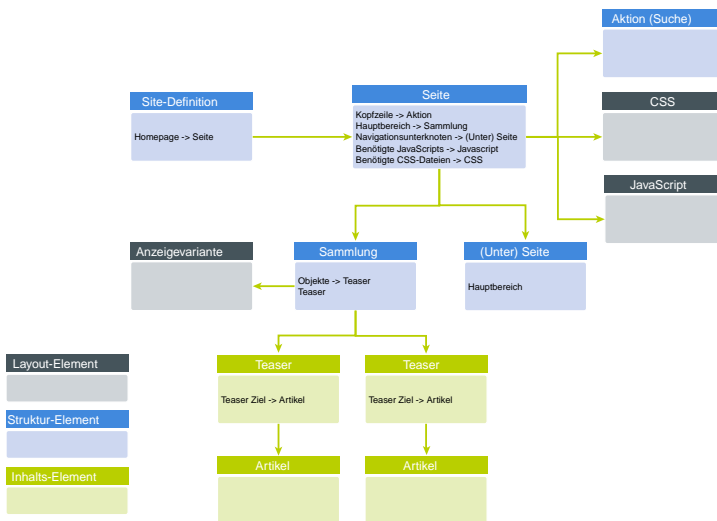 Aktion (Suche)
Seite
Site-Definition
CSS
Kopfzeile -> Aktion
Hauptbereich -> Sammlung
Navigationsunterknoten -> (Unter) Seite
Benötigte JavaScripts -> Javascript
Benötigte CSS-Dateien -> CSS
Homepage -> Seite
JavaScript
Anzeigevariante
Sammlung
(Unter) Seite
Objekte -> Teaser
Teaser
Hauptbereich
Layout-Element
Teaser
Teaser
Teaser Ziel -> Artikel
Teaser Ziel -> Artikel
Struktur-Element
Artikel
Artikel
Inhalts-Element